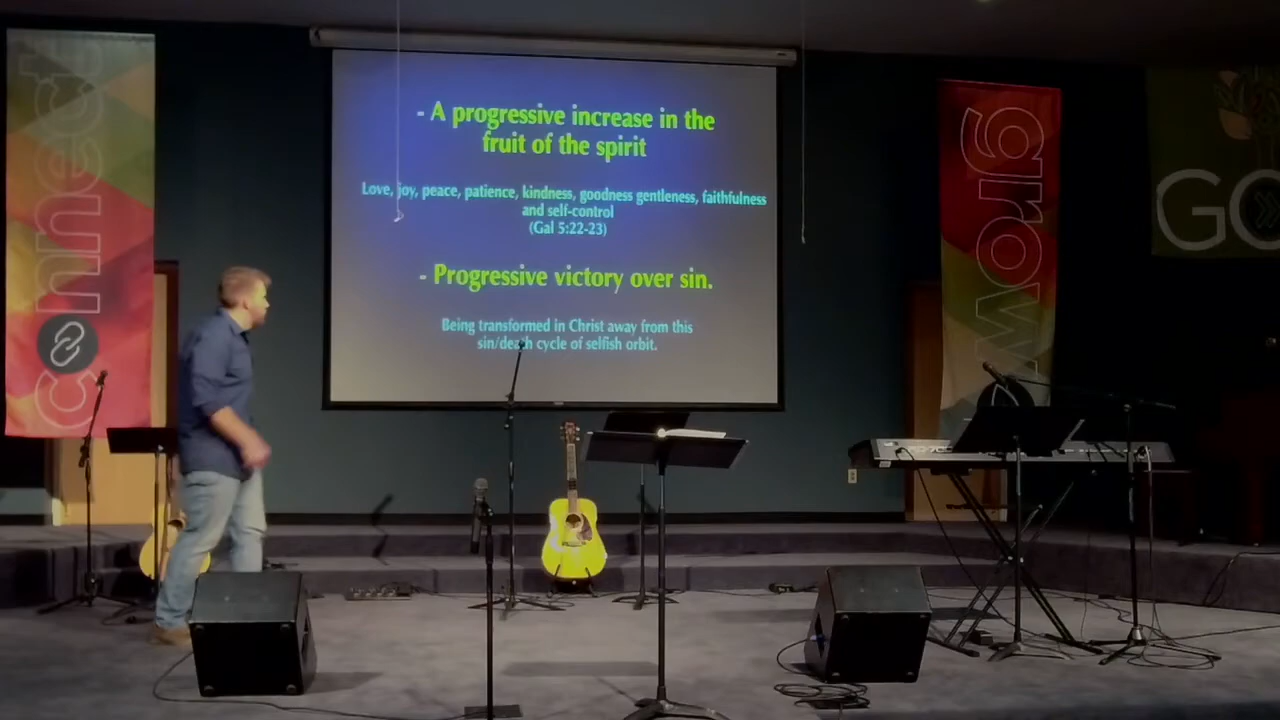 connect
- A progressive increase in the
fruit of the spirit
Love, joy, peace, patience, kindness, goodness gentleness, faithfulness
and self-control
(Gal 5:22-23)
- Progressive victory over sin.
Being transformed in Christ away from this
sin/death cycle of selfish orbit.
grow
GO